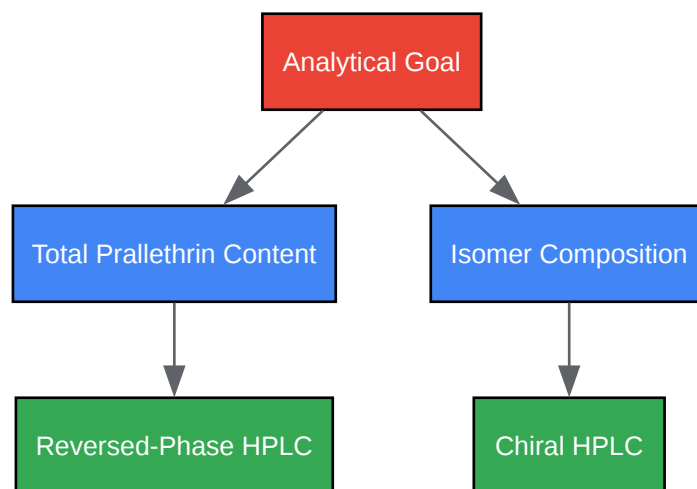 Analytical Goal
Total Prallethrin Content
Isomer Composition
Reversed-Phase HPLC
Chiral HPLC